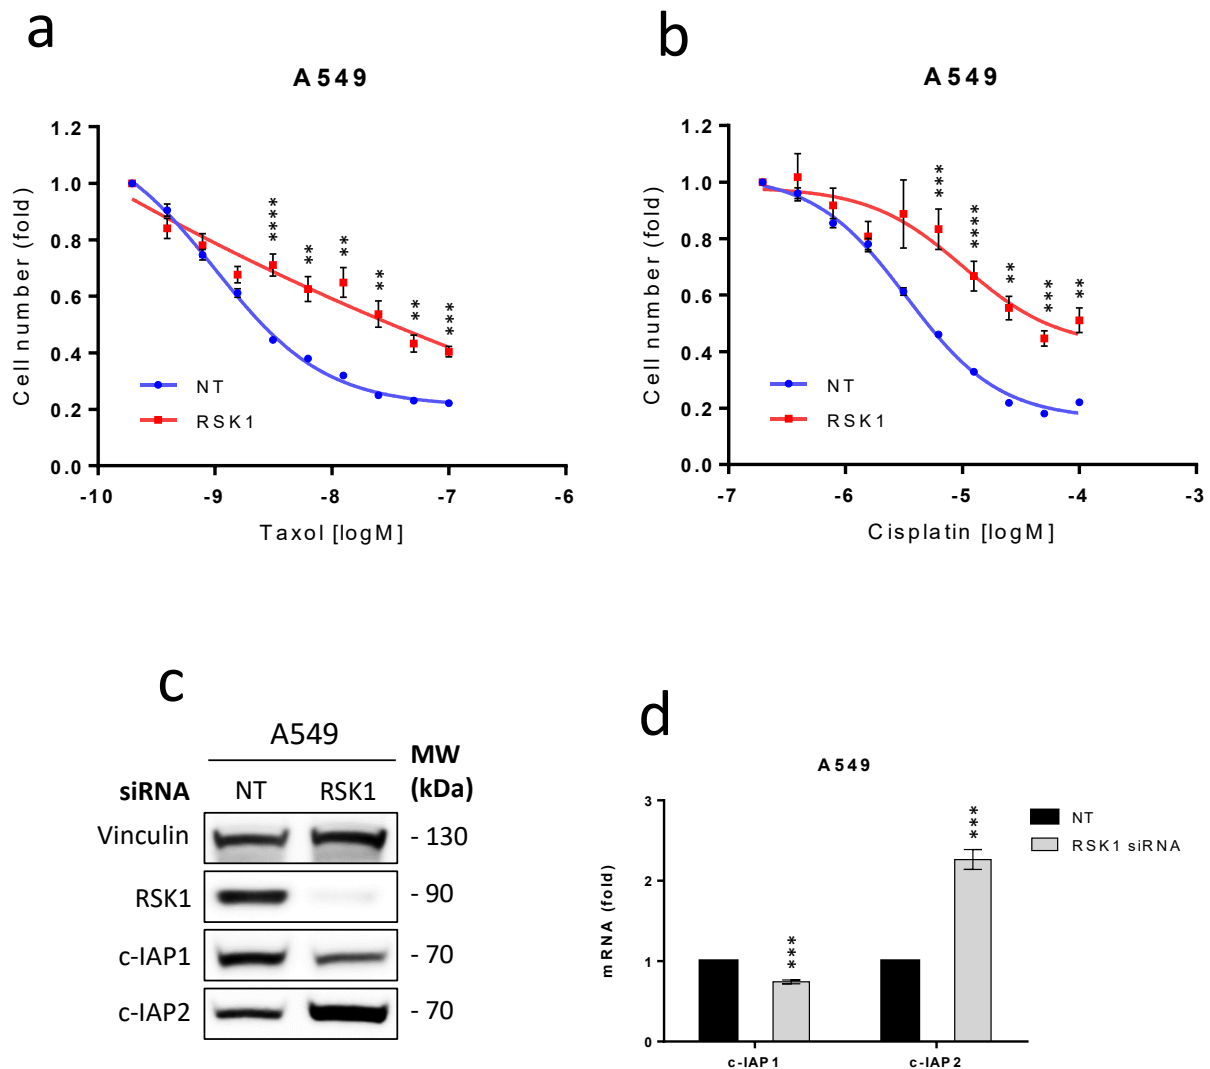 a
A549
1.2
1.0
0.8
0.6
0.4
0.2
0.0
Cell number (fold)
****
**
**
**
**
***
NT
RSK1
-10
-9
-8
-7
-6
Taxol [logM]
b
A549
1.2
1.0
0.8
0.6
0.4
0.2
0.0
Cell number (fold)
***
****
**
***
**
NT
RSK1
-7
-6
-5
-4
-3
Cisplatin [logM]
c
A549
MW
(kDa)
siRNA NT RSK1
Vinculin - 130
RSK1 - 90
c-IAP1 - 70
c-IAP2 - 70
d
A549
3
2
1
0
mRNA (fold)
***
***
NT
RSK1 siRNA
c-IAP1
c-IAP2